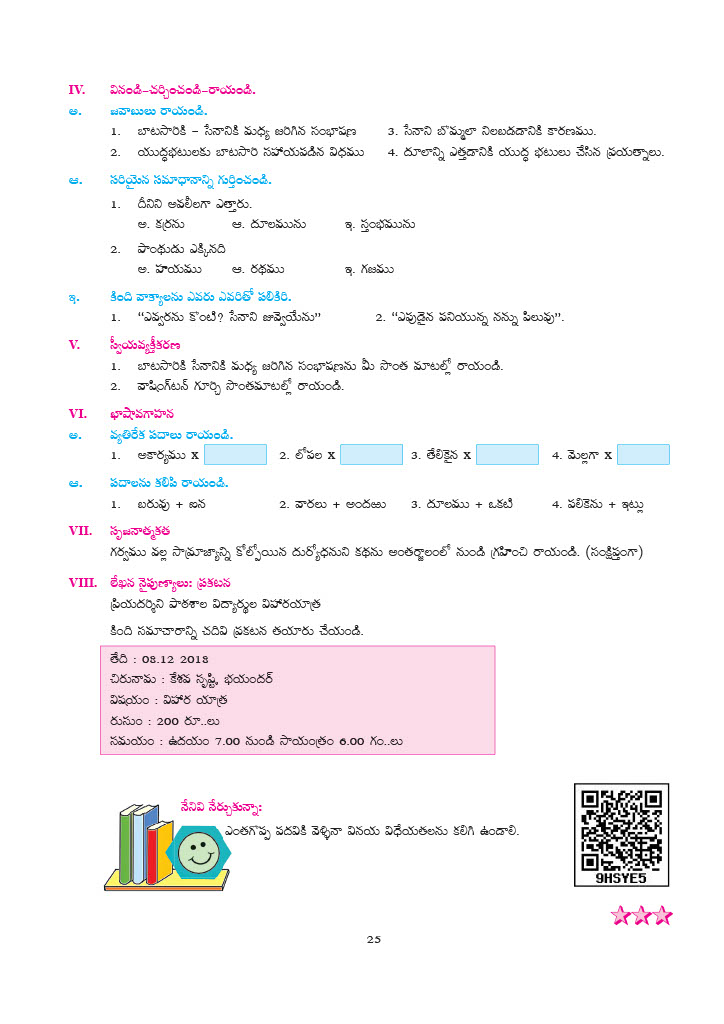 IV. వినండి–చర్చించండి–రాయండి.
అ. జవాబులు రాయండి.
1. బాటసారికి – సేనానికి మధ్య జరిగిన సంభాషణ 3. సేనాని బొమ్మలా నిలబడడానికి కారణము.
2. యుద్ధభటులకు బాటసారి సహాయపడిన విధము 4. దూలాన్ని ఎత్తడానికి యుద్ధ భటులు చేసిన ప్రయత్నాలు.
ఆ. సరియైన సమాధానాన్ని గుర్తించండి.
1. దీనిని అవలీలగా ఎత్తారు.
అ. కర్రను ఆ. దూలమును ఇ. స్తంభమును
2. పాంథుడు ఎక్కినది
అ. హయము ఆ. రథము ఇ. గజము
ఇ. కింది వాక్యాలను ఎవరు ఎవరితో పలికిరి.
1. “ఎవ్వరను కొంటి? సేనాని జువ్వెయేను” 2. “ఎపుడైన పనియున్న నన్ను పిలువు”.
V. స్వీయవ్యక్తీకరణ
1. బాటసారికి సేనానికి మధ్య జరిగిన సంభాషణను మీ సొంత మాటల్లో రాయండి.
2. వాషింగ్‌టన్ గూర్చి సొంతమాటల్లో రాయండి.
VI. భాషావగాహన
అ. వ్యతిరేక పదాలు రాయండి.
1. అకార్యము x 2. లోపల x 3. తేలికైన x 4. మెల్లగా x
ఆ. పదాలను కలిపి రాయండి.
1. బరువు + ఐన 2. వారలు + అందఱు 3. దూలము + ఒకటి 4. పలికెను + ఇట్లు
VII. సృజనాత్మకత
గర్వము వల్ల సామ్రాజ్యాన్ని కోల్పోయిన దుర్యోధనుని కథను అంతర్జాలంలో నుండి గ్రహించి రాయండి. (సంక్షిప్తంగా)
VIII. లేఖన నైపుణ్యాలు: ప్రకటన
ప్రియదర్శిని పాఠశాల విద్యార్థుల విహారయాత్ర
కింది సమాచారాన్ని చదివి ప్రకటన తయారు చేయండి.
తేది : 08.12 2018
చిరునామ : కేశవ సృష్టి, భయందర్
విషయం : విహార యాత్ర
రుసుం : 200 రూ..లు
సమయం : ఉదయం 7.00 నుండి సాయంత్రం 6.00 గం..లు
నేనివి నేర్చుకున్నా:
ఎంతగొప్ప పదవికి వెళ్ళినా వినయ విధేయతలను కలిగి ఉండాలి.
9HSYE5
25